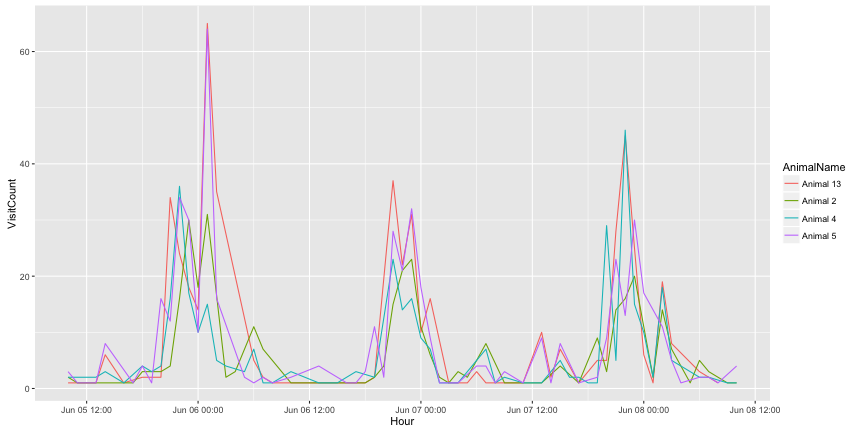 VisitCount
60
40
20
0
Jun 05 12:00
Jun 06 00:00
Jun 06 12:00
Jun 07 00:00
Jun 07 12:00
Jun 08 00:00
Jun 08 12:00
Hour
AnimalName
Animal 13
Animal 2
Animal 4
Animal 5